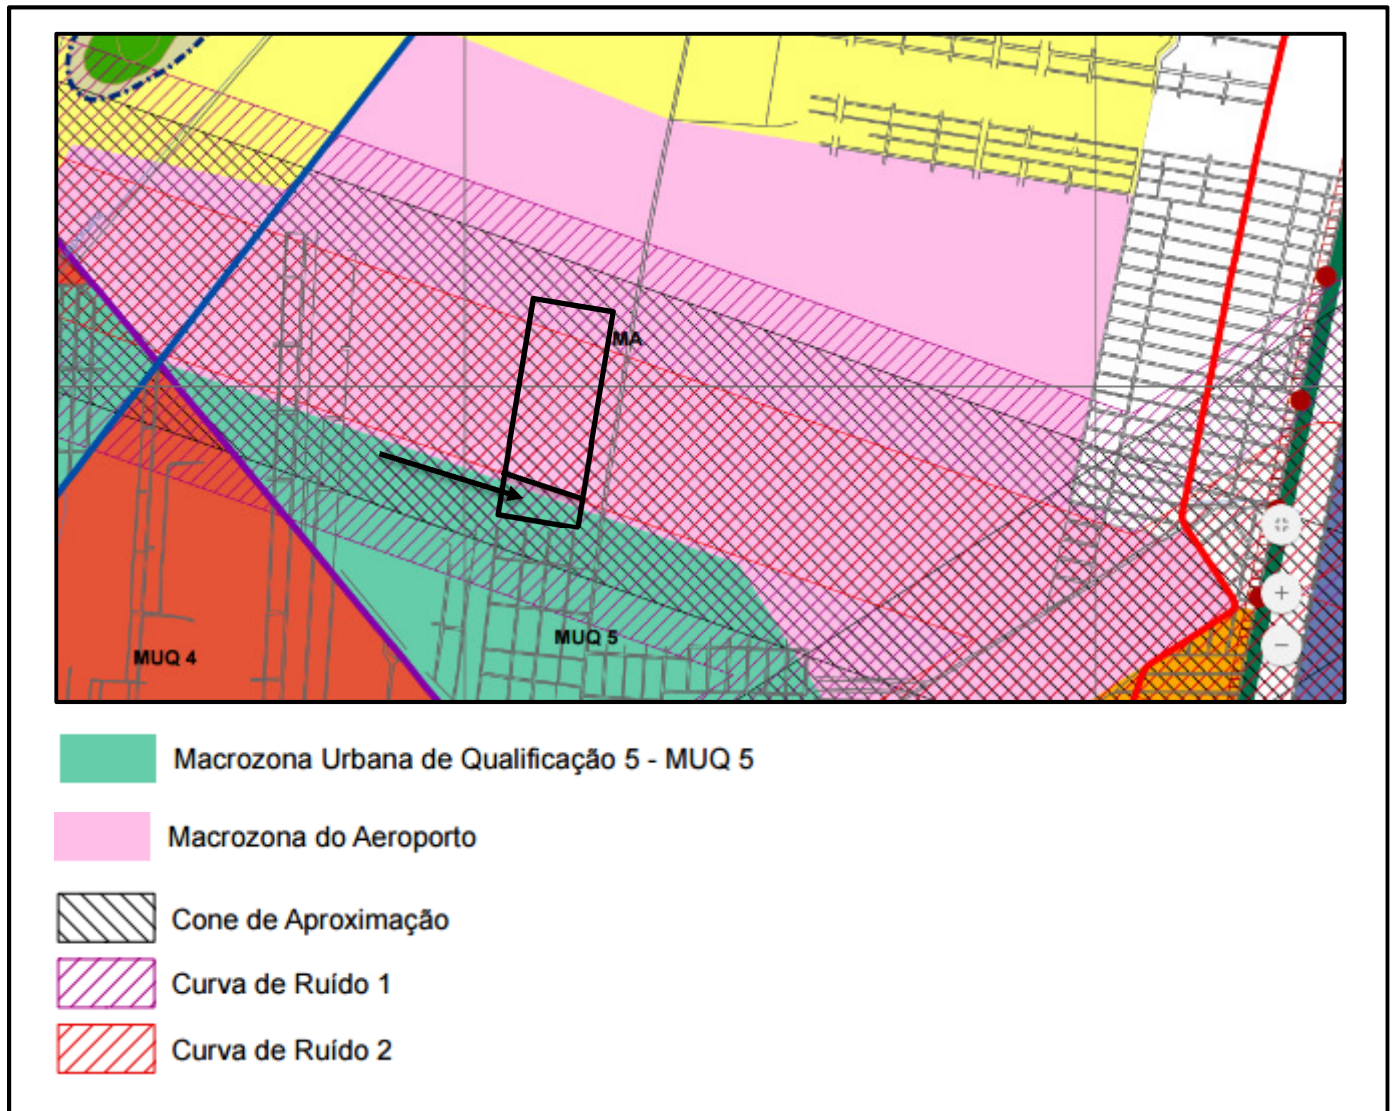 MA
MUQ 5
MUQ 4
Macrozona Urbana de Qualificação 5 - MUQ 5
Macrozona do Aeroporto
Cone de Aproximação
Curva de Ruído 1
Curva de Ruído 2